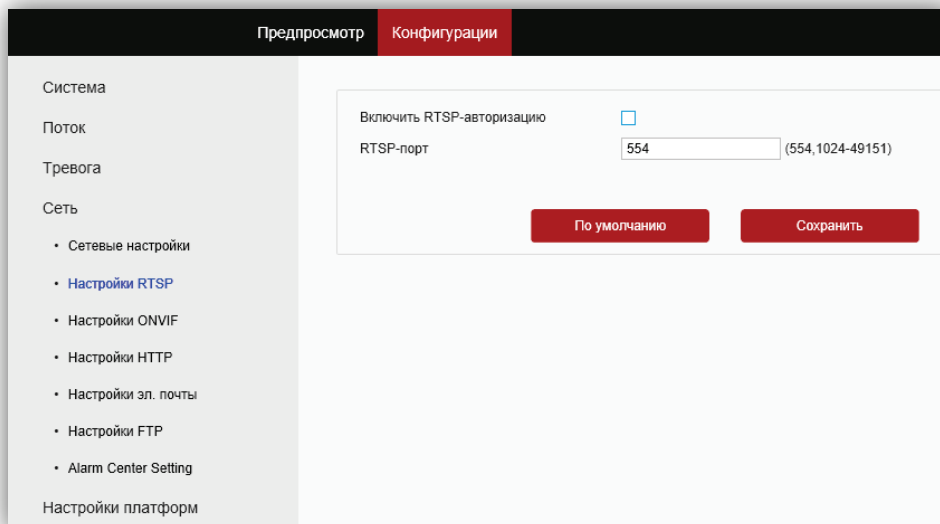 Предпросмотр Конфигурации
Система
Поток
Тревога
Сеть
• Сетевые настройки
• Настройки RTSP
• Настройки ONVIF
• Настройки HTTP
• Настройки эл. почты
• Настройки FTP
• Alarm Center Setting
Настройки платформ
Включить RTSP-авторизацию
RTSP-порт 554 (554,1024-49151)
По умолчанию Сохранить